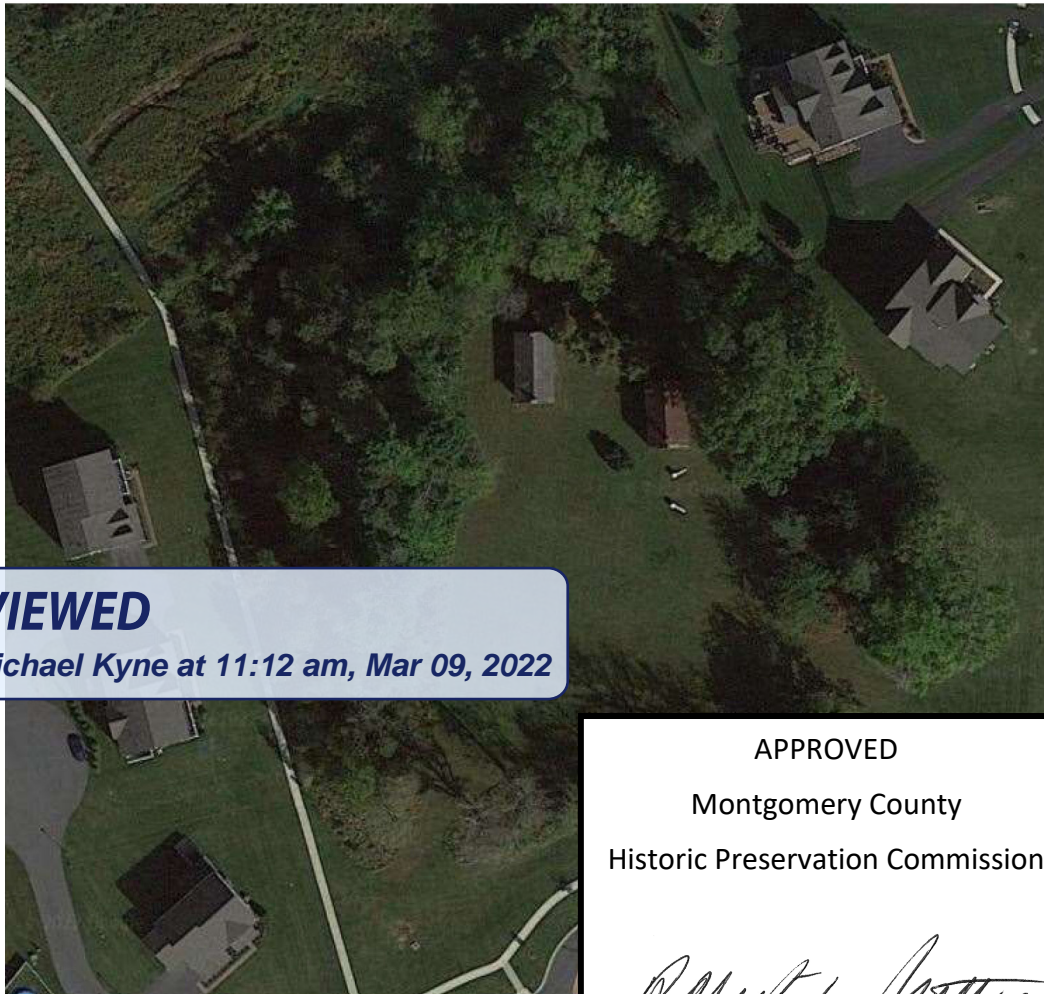 VIEWED
ichael Kyne at 11:12 am, Mar 09, 2022
APPROVED
Montgomery County
Historic Preservation Commission